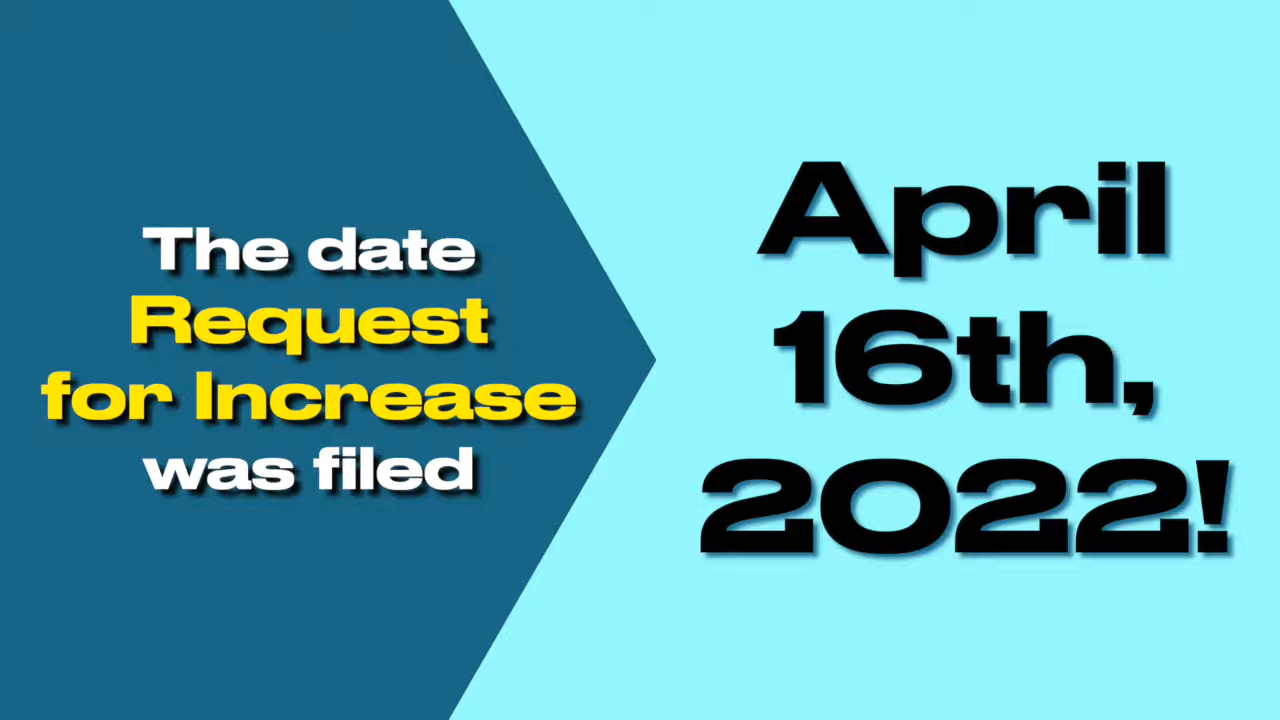 The date
Request
for Increase
was filed
April
16th,
2022!